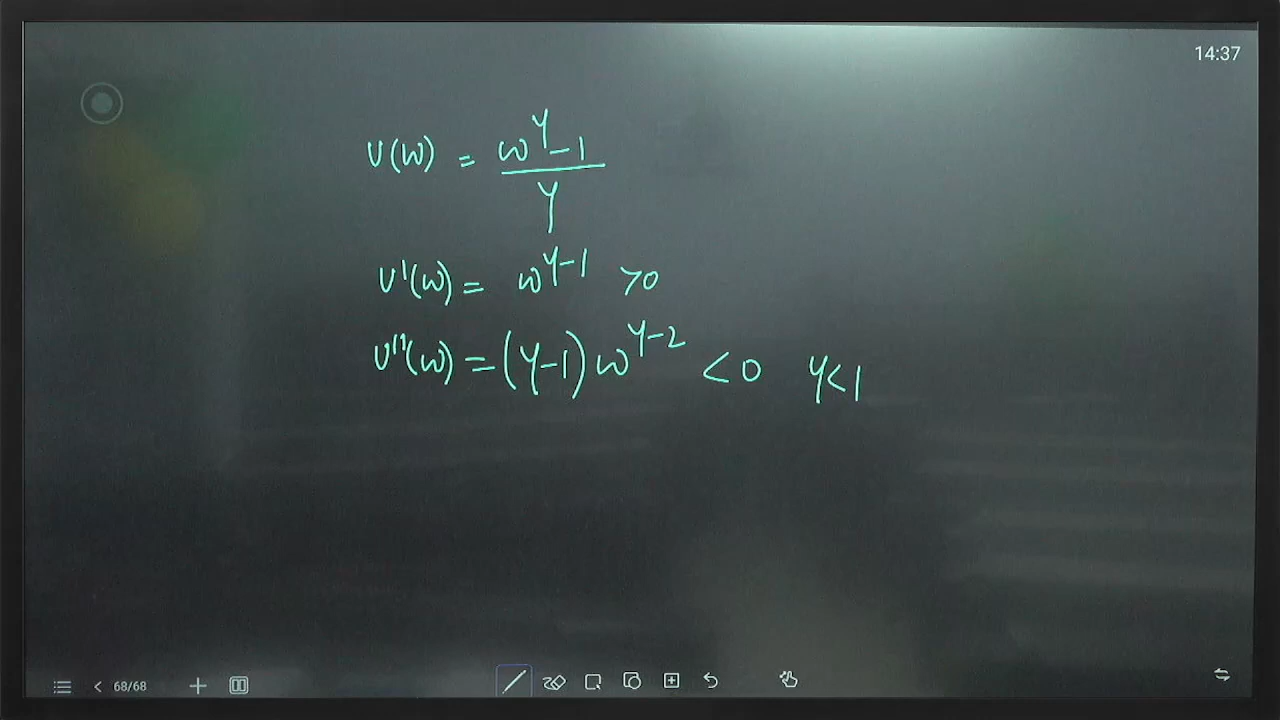 14:37
U(w) = (w^γ - 1) / γ
U'(w) = w^(γ-1) > 0
U''(w) = (γ-1) w^(γ-2) < 0 γ < 1
68/68